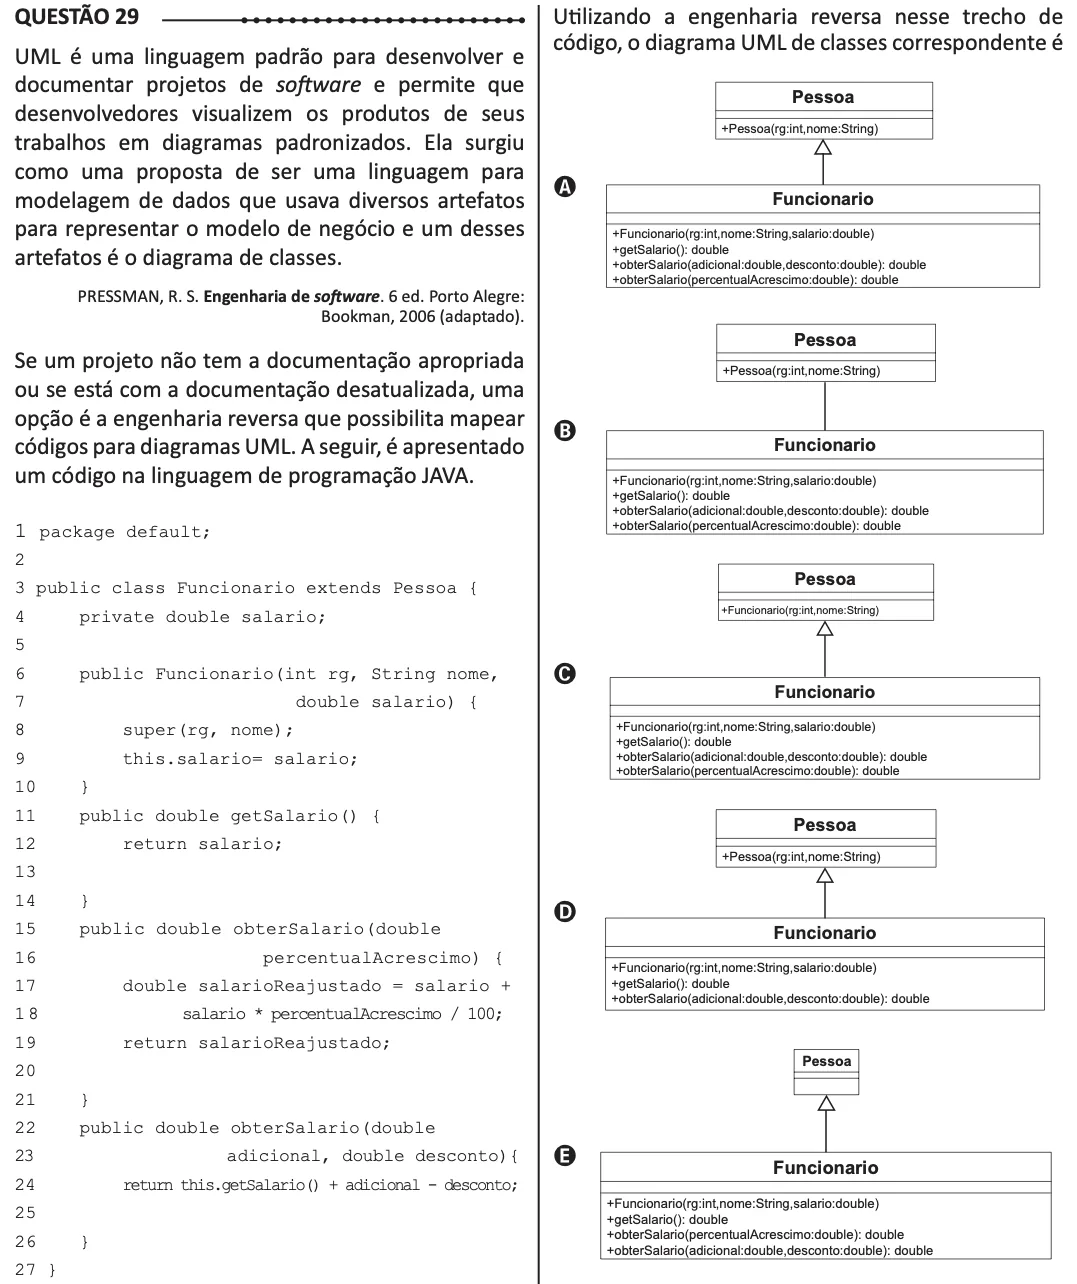 QUESTÃO 29
UML é uma linguagem padrão para desenvolver e
documentar projetos de software e permite que
desenvolvedores visualizem os produtos de seus
trabalhos em diagramas padronizados. Ela surgiu
como uma proposta de ser uma linguagem para
modelagem de dados que usava diversos artefatos
para representar o modelo de negócio e um desses
artefatos é o diagrama de classes.
PRESSMAN, R. S. Engenharia de software. 6 ed. Porto Alegre:
Bookman, 2006 (adaptado).
Se um projeto não tem a documentação apropriada
ou se está com a documentação desatualizada, uma
opção é a engenharia reversa que possibilita mapear
códigos para diagramas UML. A seguir, é apresentado
um código na linguagem de programação JAVA.
1 package default;
2
3 public class Funcionario extends Pessoa {
4 private double salario;
5
6 public Funcionario(int rg, String nome,
7 double salario) {
8 super(rg, nome);
9 this.salario= salario;
10 }
11 public double getSalario() {
12 return salario;
13
14 }
15 public double obterSalario(double
16 percentualAcrescimo) {
17 double salarioReajustado = salario +
18 salario * percentualAcrescimo / 100;
19 return salarioReajustado;
20
21 }
22 public double obterSalario(double
23 adicional, double desconto){
24 return this.getSalario() + adicional - desconto;
25
26 }
27 }
Utilizando a engenharia reversa nesse trecho de
código, o diagrama UML de classes correspondente é
A
Pessoa
+Pessoa(rg:int,nome:String)
Funcionario
+Funcionario(rg:int,nome:String,salario:double)
+getSalario(): double
+obterSalario(adicional:double,desconto:double): double
+obterSalario(percentualAcrescimo:double): double
B
Pessoa
+Pessoa(rg:int,nome:String)
Funcionario
+Funcionario(rg:int,nome:String,salario:double)
+getSalario(): double
+obterSalario(adicional:double,desconto:double): double
+obterSalario(percentualAcrescimo:double): double
C
Pessoa
+Funcionario(rg:int,nome:String)
Funcionario
+Funcionario(rg:int,nome:String,salario:double)
+getSalario(): double
+obterSalario(adicional:double,desconto:double): double
+obterSalario(percentualAcrescimo:double): double
D
Pessoa
+Pessoa(rg:int,nome:String)
Funcionario
+Funcionario(rg:int,nome:String,salario:double)
+getSalario(): double
+obterSalario(adicional:double,desconto:double): double
E
Pessoa
Funcionario
+Funcionario(rg:int,nome:String,salario:double)
+getSalario(): double
+obterSalario(percentualAcrescimo:double): double
+obterSalario(adicional:double,desconto:double): double